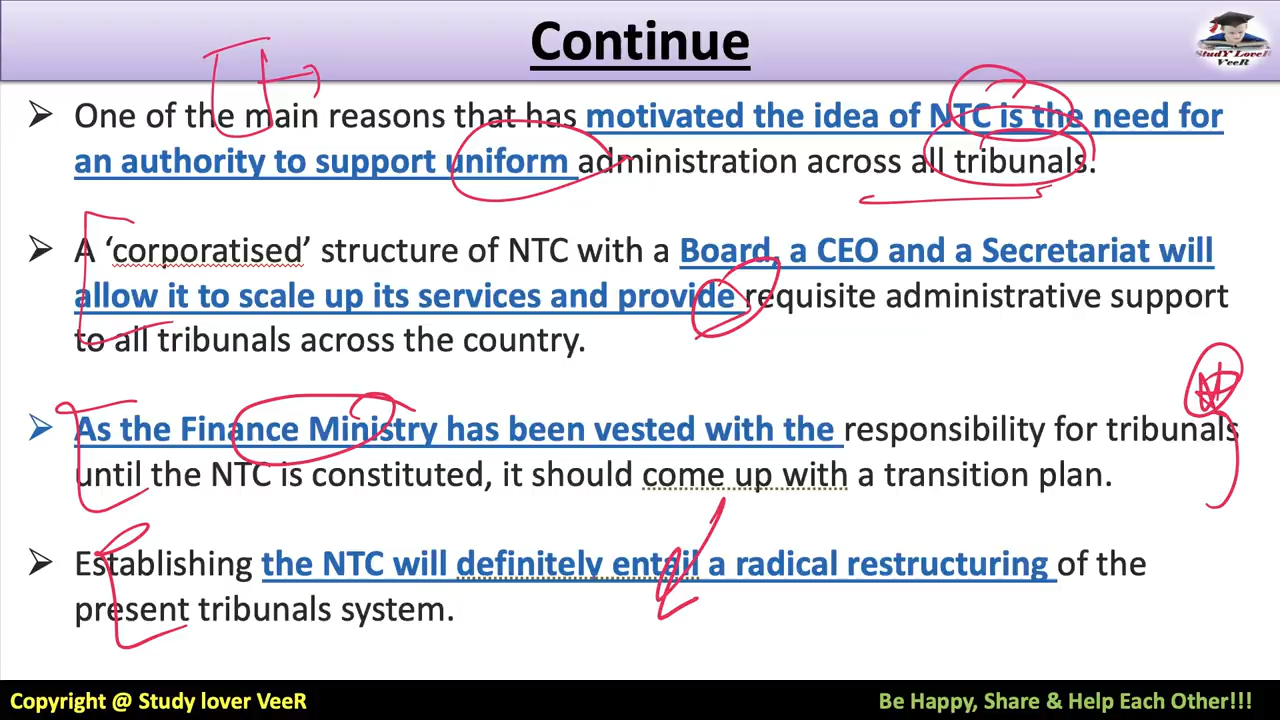 Continue
StudY LoveR
VeeR
One of the main reasons that has motivated the idea of NTC is the need for
an authority to support uniform administration across all tribunals.
A ‘corporatised’ structure of NTC with a Board, a CEO and a Secretariat will
allow it to scale up its services and provide requisite administrative support
to all tribunals across the country.
As the Finance Ministry has been vested with the responsibility for tribunals
until the NTC is constituted, it should come up with a transition plan.
Establishing the NTC will definitely entail a radical restructuring of the
present tribunals system.
Copyright @ Study lover VeeR
Be Happy, Share & Help Each Other!!!